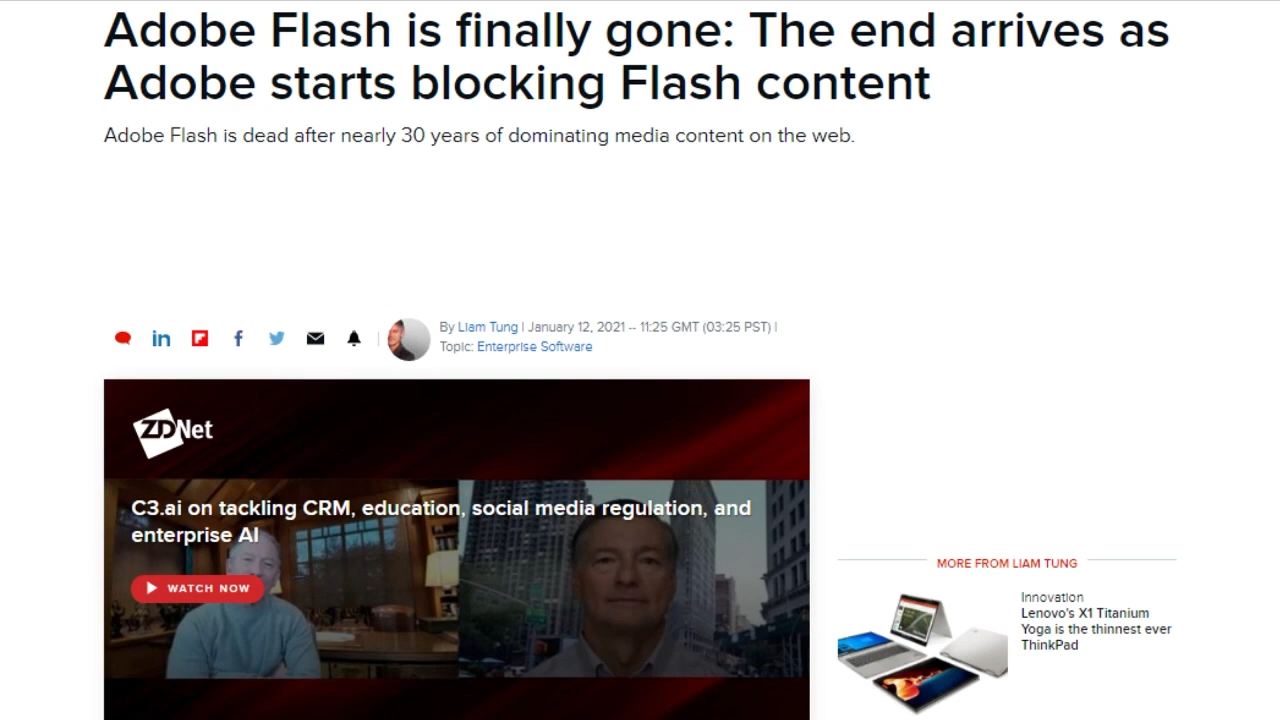 Adobe Flash is finally gone: The end arrives as
Adobe starts blocking Flash content
Adobe Flash is dead after nearly 30 years of dominating media content on the web.
in
f
By Liam Tung | January 12, 2021 -- 11:25 GMT (03:25 PST) |
Topic: Enterprise Software
ZDNet
C3.ai on tackling CRM, education, social media regulation, and
enterprise AI
WATCH NOW
MORE FROM LIAM TUNG
Innovation
Lenovo's X1 Titanium
Yoga is the thinnest ever
ThinkPad